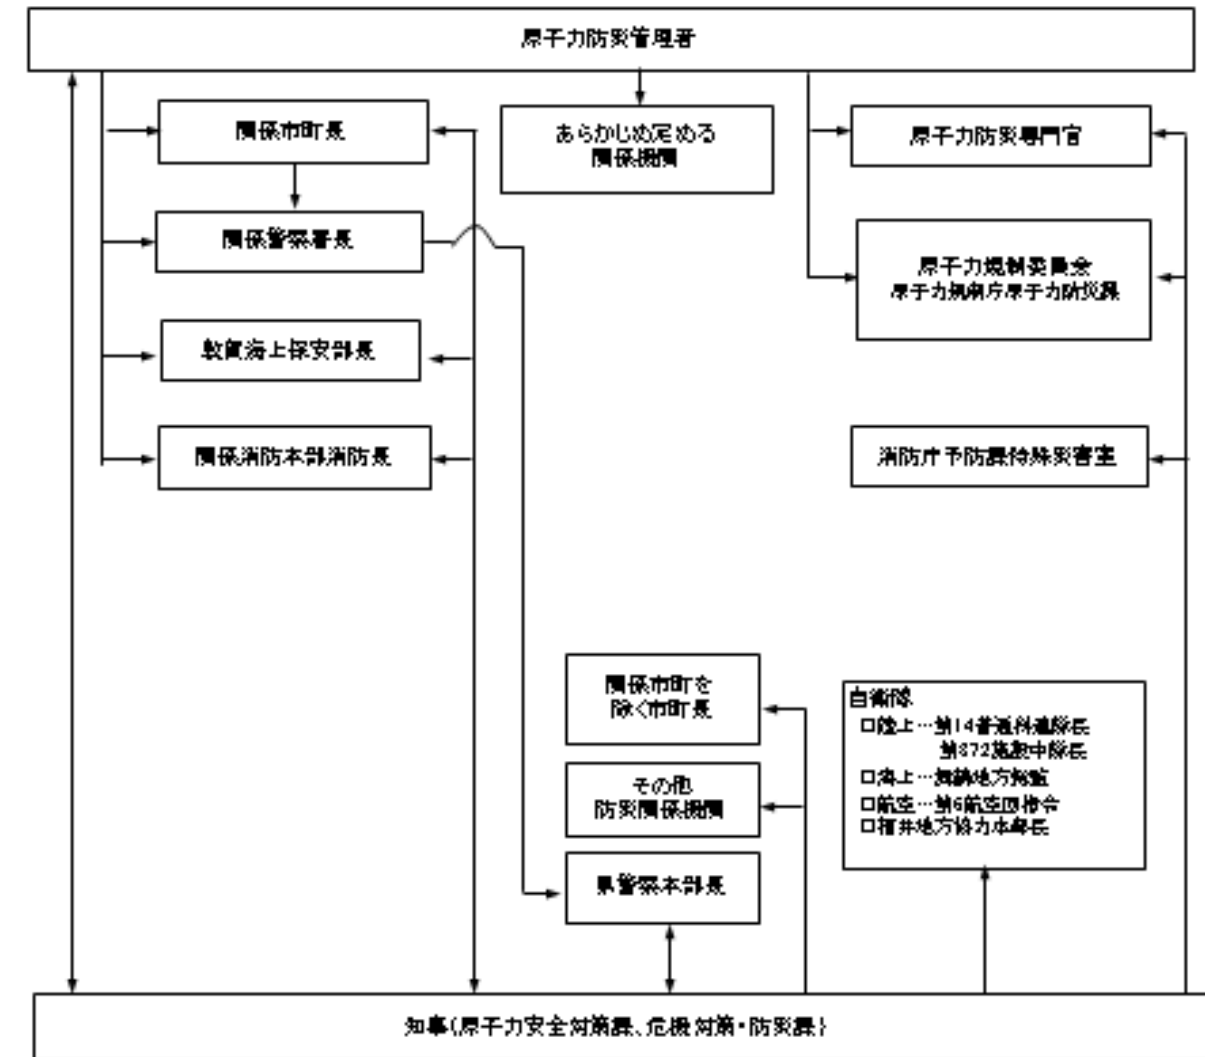 原子力防災管理者
関係市町長
あらかじめ定める
関係機関
原子力防災専門官
関係警察署長
原子力規制委員会
原子力規制庁原子力防災課
敦賀海上保安部長
関係消防本部消防長
消防庁予防課特殊災害室
関係市町を
除く市町長
その他
防災関係機関
県警察本部長
自衛隊
□陸上…第14普通科連隊長
第372施設中隊長
□海上…舞鶴地方総監
□航空…第6航空団司令
□福井地方協力本部長
知事(原子力安全対策課、危機対策・防災課)